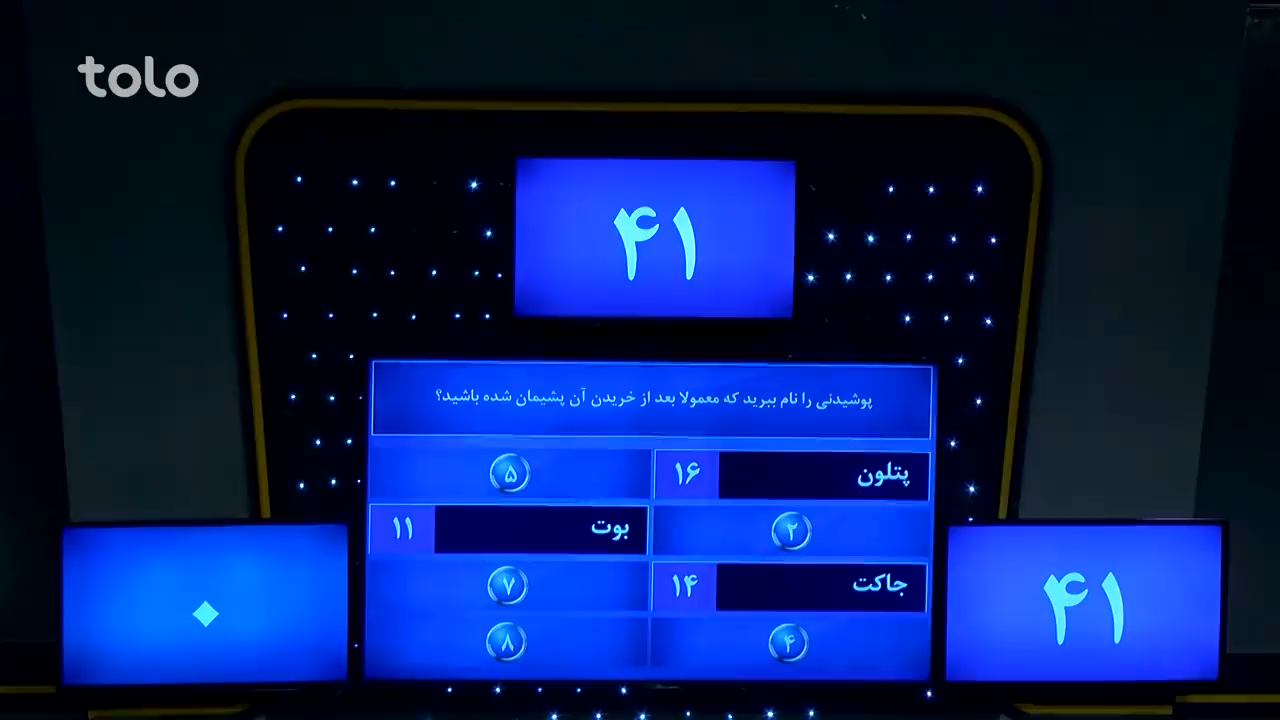 tolo
۴۱
پوشیدنی را نام ببرید که معمولا بعد از خریدن آن پشیمان شده باشید؟
پتلون ۱۶
۵
۲
بوت ۱۱
جاکت ۱۴
۷
۴
۸
۴۱
۰